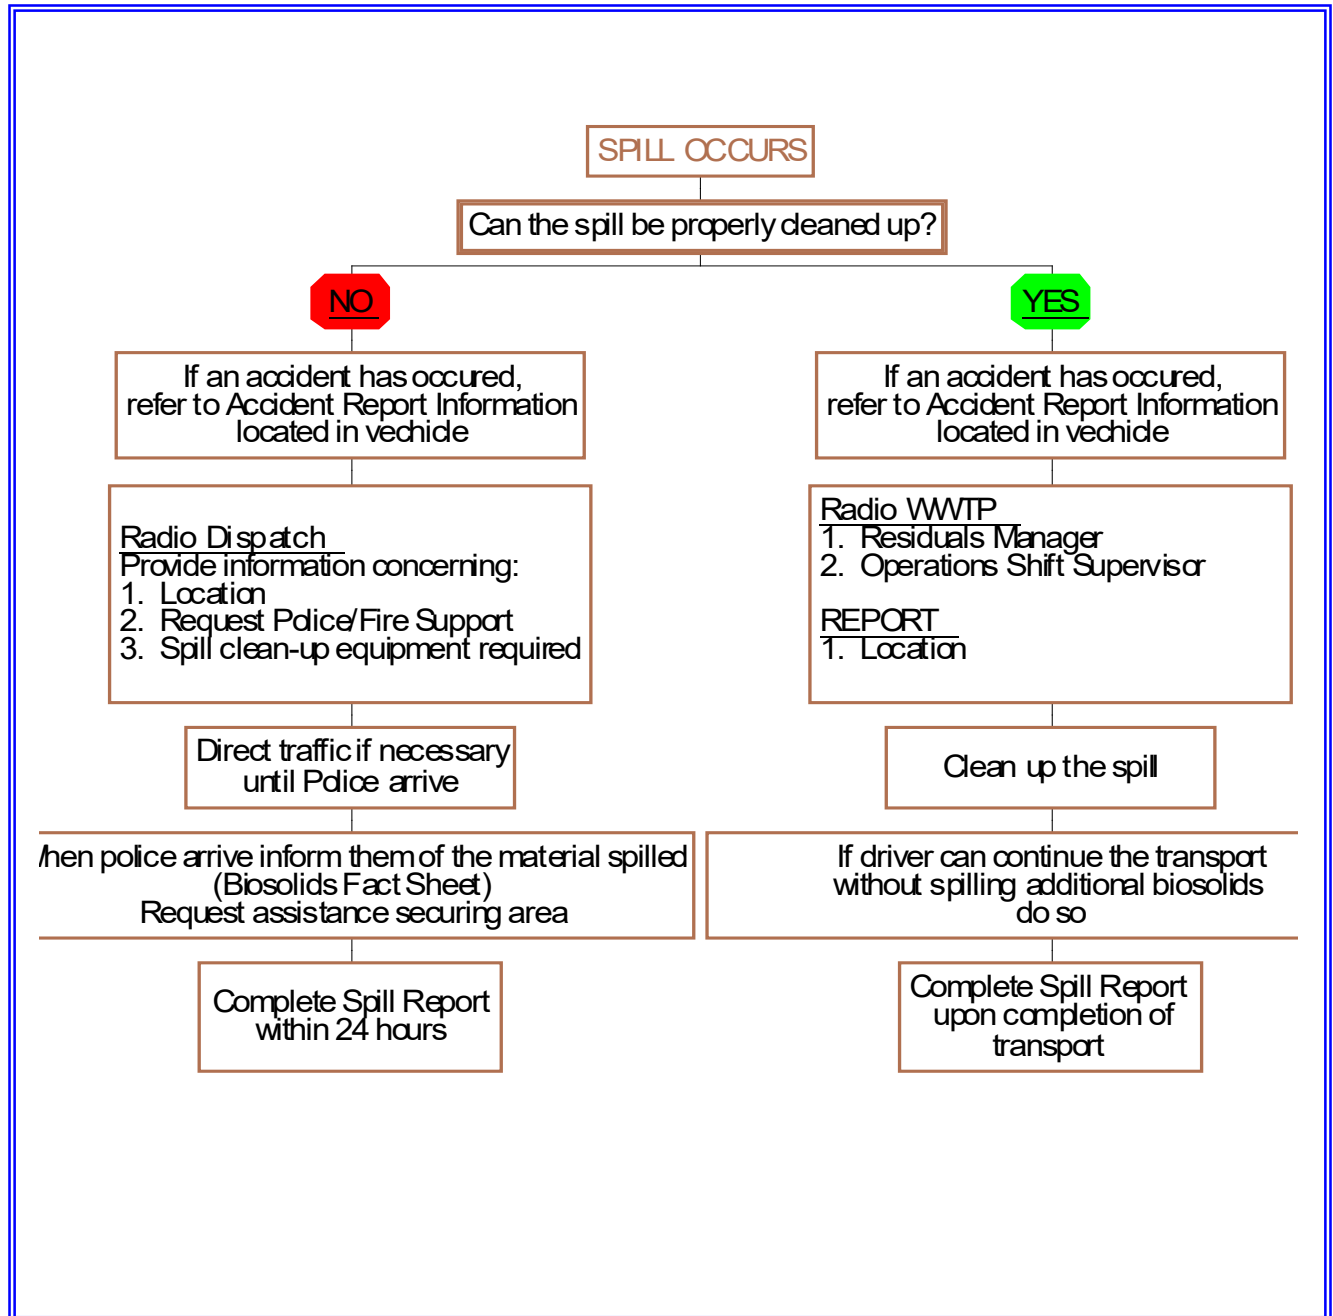 SPILL OCCURS
Can the spill be properly cleaned up?
NO
YES
If an accident has occured,
refer to Accident Report Information
located in vechicle
If an accident has occured,
refer to Accident Report Information
located in vechicle
Radio Dispatch
Provide information concerning:
1. Location
2. Request Police/Fire Support
3. Spill clean-up equipment required
Radio WWTP
1. Residuals Manager
2. Operations Shift Supervisor
REPORT
1. Location
Direct traffic if necessary
until Police arrive
Clean up the spill
police arrive inform them of the material spilled
(Biosolids Fact Sheet)
Request assistance securing area
If driver can continue the transport
without spilling additional biosolids
do so
Complete Spill Report
within 24 hours
Complete Spill Report
upon completion of
transport